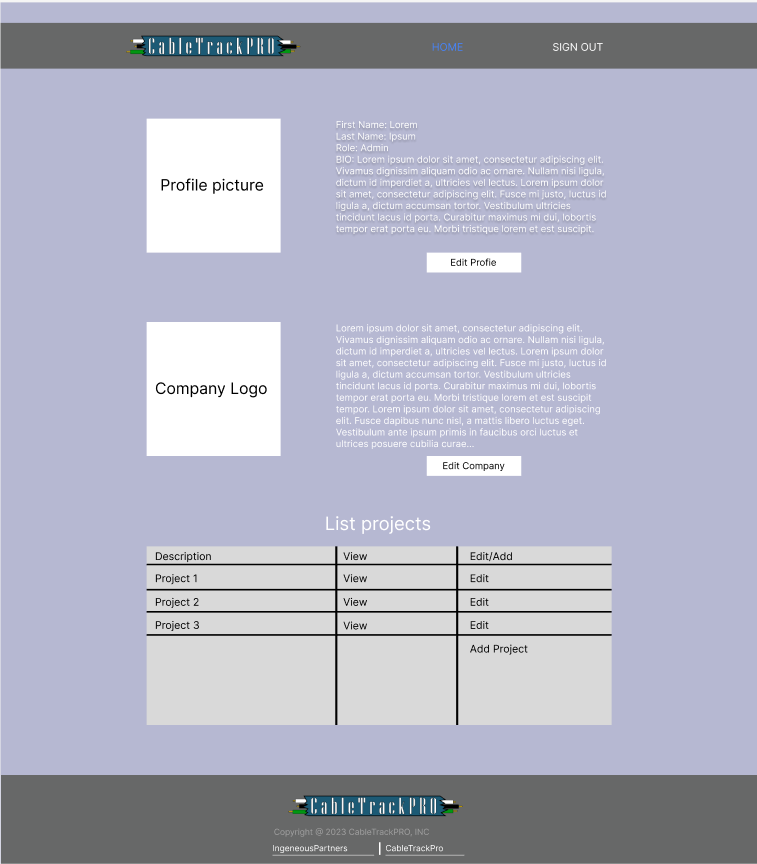 CableTrackPRO
HOME
SIGN OUT
Profile picture
First Name: Lorem
Last Name: Ipsum
Role: Admin
BIO: Lorem ipsum dolor sit amet, consectetur adipiscing elit.
Vivamus dignissim aliquam odio ac ornare. Nullam nisi ligula,
dictum id imperdiet a, ultricies vel lectus. Lorem ipsum dolor
sit amet, consectetur adipiscing elit. Fusce mi justo, luctus id
ligula a, dictum accumsan tortor. Vestibulum ultricies
tincidunt lacus id porta. Curabitur maximus mi dui, lobortis
tempor erat porta eu. Morbi tristique lorem et est suscipit.
Edit Profie
Company Logo
Lorem ipsum dolor sit amet, consectetur adipiscing elit.
Vivamus dignissim aliquam odio ac ornare. Nullam nisi ligula,
dictum id imperdiet a, ultricies vel lectus. Lorem ipsum dolor
sit amet, consectetur adipiscing elit. Fusce mi justo, luctus id
ligula a, dictum accumsan tortor. Vestibulum ultricies
tincidunt lacus id porta. Curabitur maximus mi dui, lobortis
tempor erat porta eu. Morbi tristique lorem et est suscipit
tempor. Lorem ipsum dolor sit amet, consectetur adipiscing
elit. Fusce dapibus nunc nisl, a mattis libero luctus eget.
Vestibulum ante ipsum primis in faucibus orci luctus et
ultrices posuere cubilia curae...
Edit Company
List projects
Description View Edit/Add
Project 1 View Edit
Project 2 View Edit
Project 3 View Edit
Add Project
CableTrackPRO
Copyright @ 2023 CableTrackPRO, INC
IngeneousPartners | CableTrackPro